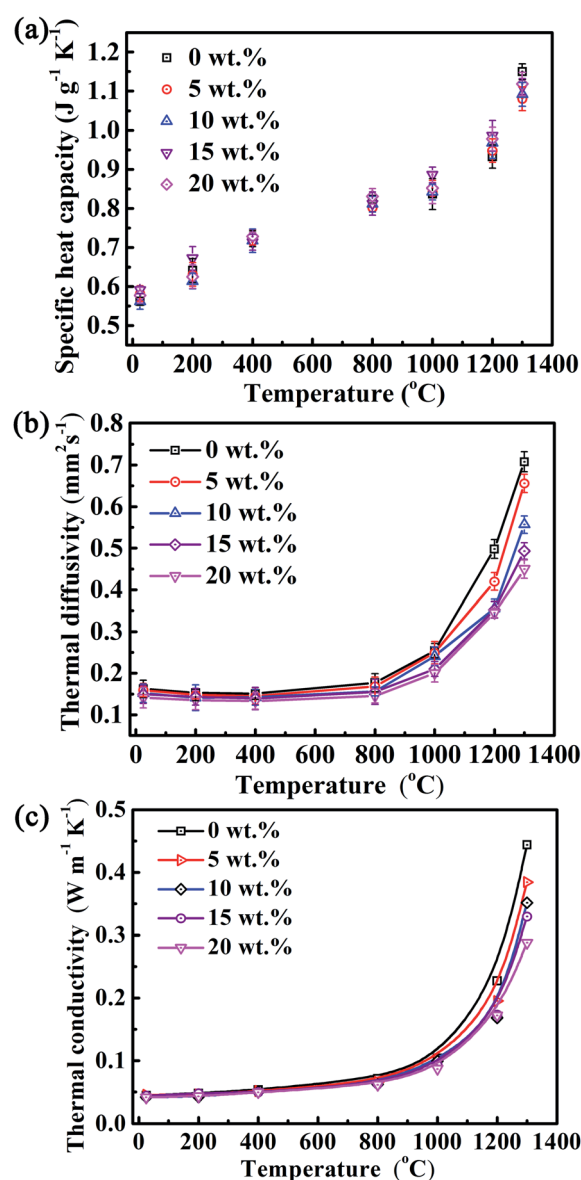 (a)
Specific heat capacity (J g⁻¹ K⁻¹)
1.2
1.1
1.0
0.9
0.8
0.7
0.6
0.5
0 wt.%
5 wt.%
10 wt.%
15 wt.%
20 wt.%
0 200 400 600 800 1000 1200 1400
Temperature (°C)
(b)
Thermal diffusivity (mm²s⁻¹)
0.8
0.7
0.6
0.5
0.4
0.3
0.2
0.1
0 wt.%
5 wt.%
10 wt.%
15 wt.%
20 wt.%
0 200 400 600 800 1000 1200 1400
Temperature (°C)
(c)
Thermal conductivity (W m⁻¹ K⁻¹)
0.5
0.4
0.3
0.2
0.1
0.0
0 wt.%
5 wt.%
10 wt.%
15 wt.%
20 wt.%
0 200 400 600 800 1000 1200 1400
Temperature (°C)